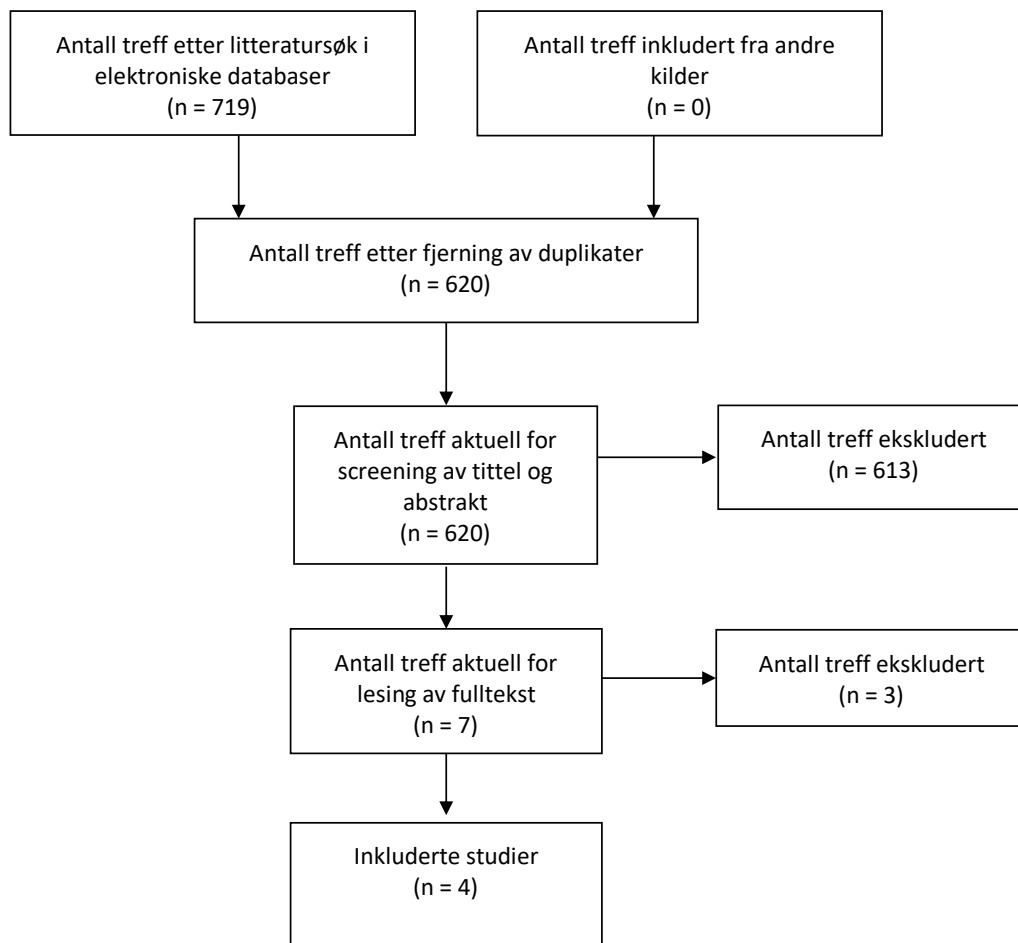 Antall treff etter litteratursøk i
elektroniske databaser
(n = 719)
Antall treff inkludert fra andre
kilder
(n = 0)
Antall treff etter fjerning av duplikater
(n = 620)
Antall treff aktuell for
screening av tittel og
abstrakt
(n = 620)
Antall treff ekskludert
(n = 613)
Antall treff aktuell for
lesing av fulltekst
(n = 7)
Antall treff ekskludert
(n = 3)
Inkluderte studier
(n = 4)